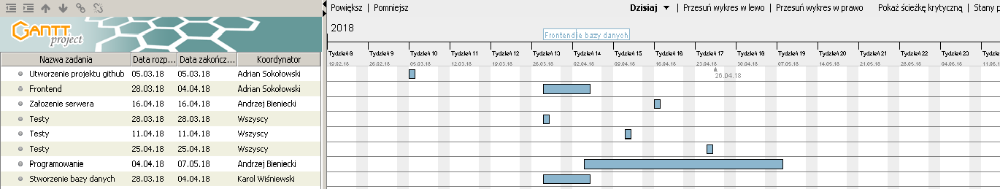 Powiększ | Pomniejsz Dzisiaj | Przesuń wykres w lewo | Przesuń wykres w prawo Pokaż ścieżkę krytyczną | Stany p
GANTT project
2018
Frontend ie bazy danych
Nazwa zadania Data rozp... Data zakończ... Koordynator
Tydzień 8 Tydzień 9 Tydzień 10 Tydzień 11 Tydzień 12 Tydzień 13 Tydzień 14 Tydzień 15 Tydzień 16 Tydzień 17 Tydzień 18 Tydzień 19 Tydzień 20 Tydzień 21 Tydzień 22 Tydzień 23 Tydzień
19.02.18 26.02.18 05.03.18 12.03.18 19.03.18 26.03.18 02.04.18 09.04.18 16.04.18 23.04.18 30.04.18 07.05.18 14.05.18 21.05.18 28.05.18 04.06.18 11.06.1
26.04.18
Utworzenie projektu github 05.03.18 05.03.18 Adrian Sokołowski
Frontend 28.03.18 04.04.18 Adrian Sokołowski
Załozenie serwera 16.04.18 16.04.18 Andrzej Bieniecki
Testy 28.03.18 28.03.18 Wszyscy
Testy 11.04.18 11.04.18 Wszyscy
Testy 25.04.18 25.04.18 Wszyscy
Programowanie 04.04.18 07.05.18 Andrzej Bieniecki
Stworzenie bazy danych 28.03.18 04.04.18 Karol Wiśniewski